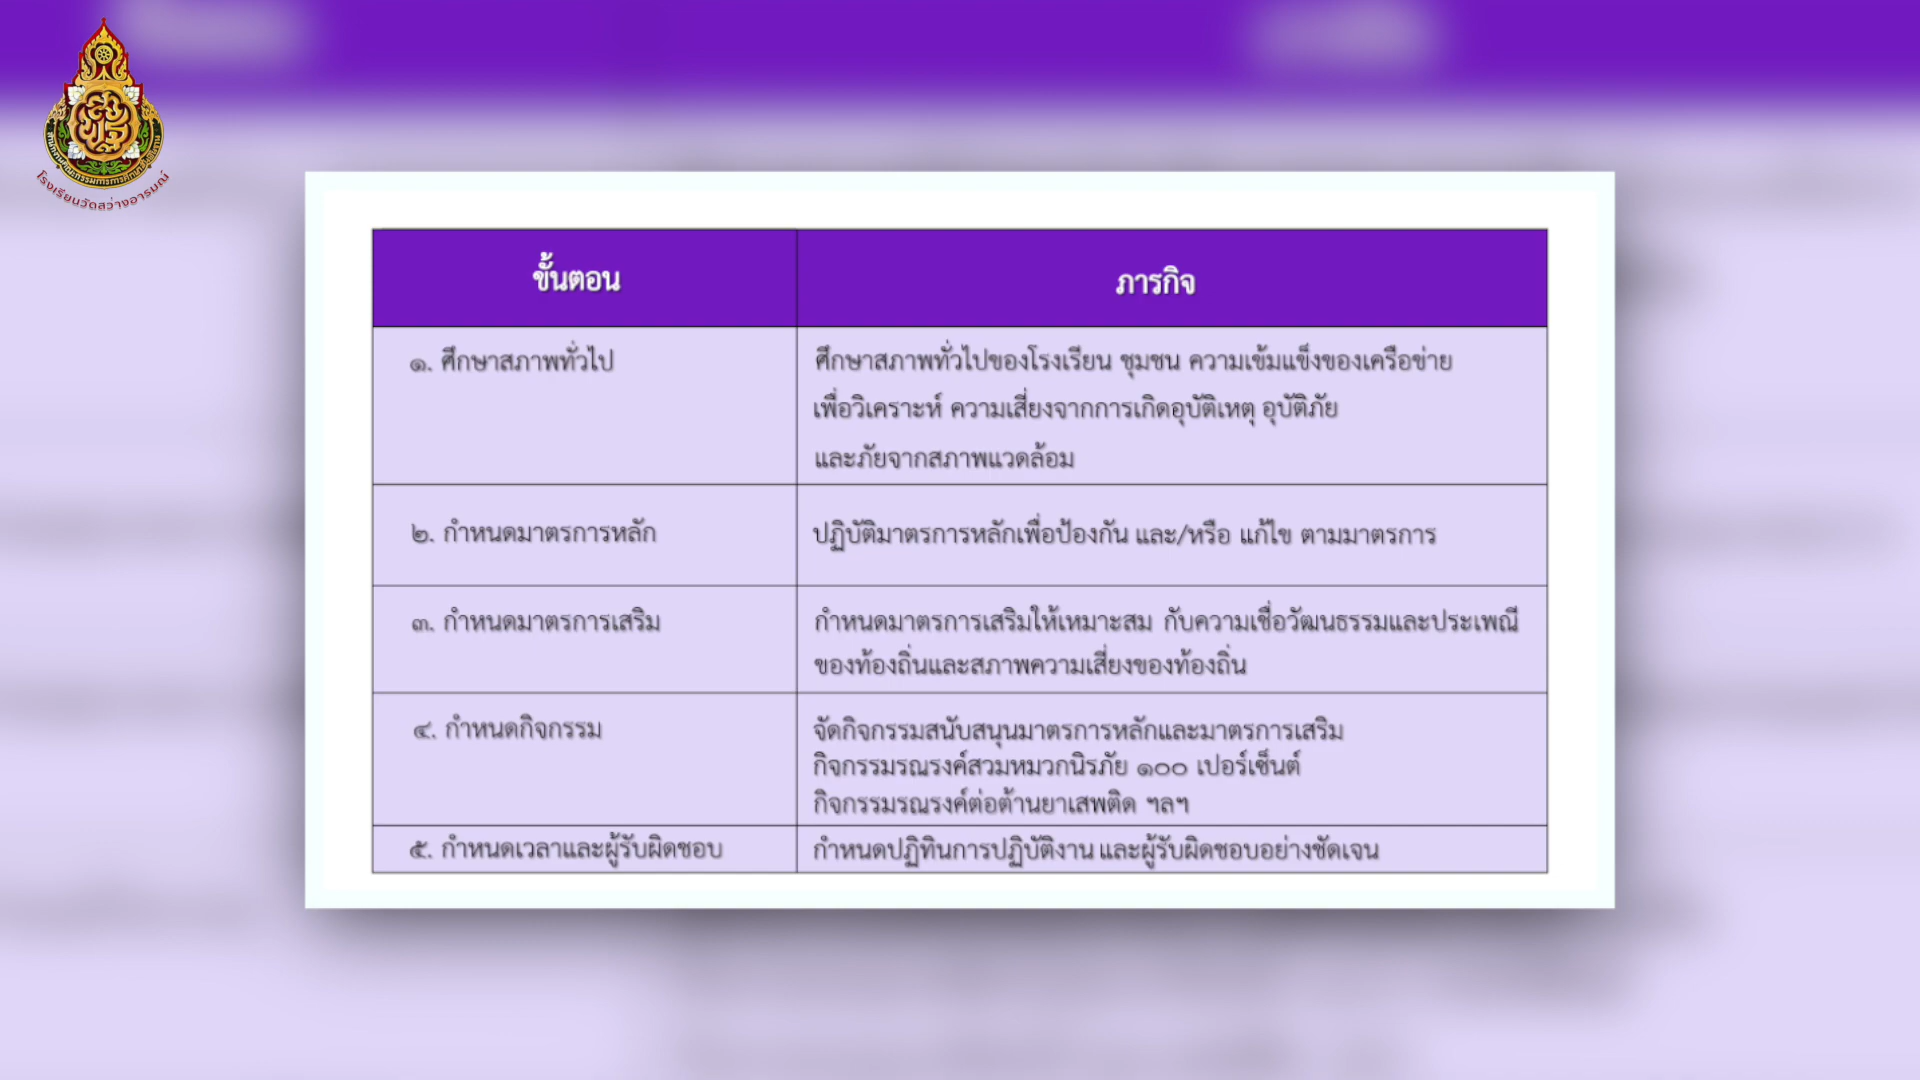 โรงเรียนวัดสว่างอารมณ์
ขั้นตอน
ภารกิจ
๑. ศึกษาสภาพทั่วไป
ศึกษาสภาพทั่วไปของโรงเรียน ชุมชน ความเข้มแข็งของเครือข่าย
เพื่อวิเคราะห์ ความเสี่ยงจากการเกิดอุบัติเหตุ อุบัติภัย
และภัยจากสภาพแวดล้อม
๒. กำหนดมาตรการหลัก
ปฏิบัติมาตรการหลักเพื่อป้องกัน และ/หรือ แก้ไข ตามมาตรการ
๓. กำหนดมาตรการเสริม
กำหนดมาตรการเสริมให้เหมาะสม กับความเชื่อวัฒนธรรมและประเพณี
ของท้องถิ่นและสภาพความเสี่ยงของท้องถิ่น
๔. กำหนดกิจกรรม
จัดกิจกรรมสนับสนุนมาตรการหลักและมาตรการเสริม
กิจกรรมรณรงค์สวมหมวกนิรภัย ๑๐๐ เปอร์เซ็นต์
กิจกรรมรณรงค์ต่อต้านยาเสพติด ฯลฯ
๕. กำหนดเวลาและผู้รับผิดชอบ
กำหนดปฏิทินการปฏิบัติงาน และผู้รับผิดชอบอย่างชัดเจน